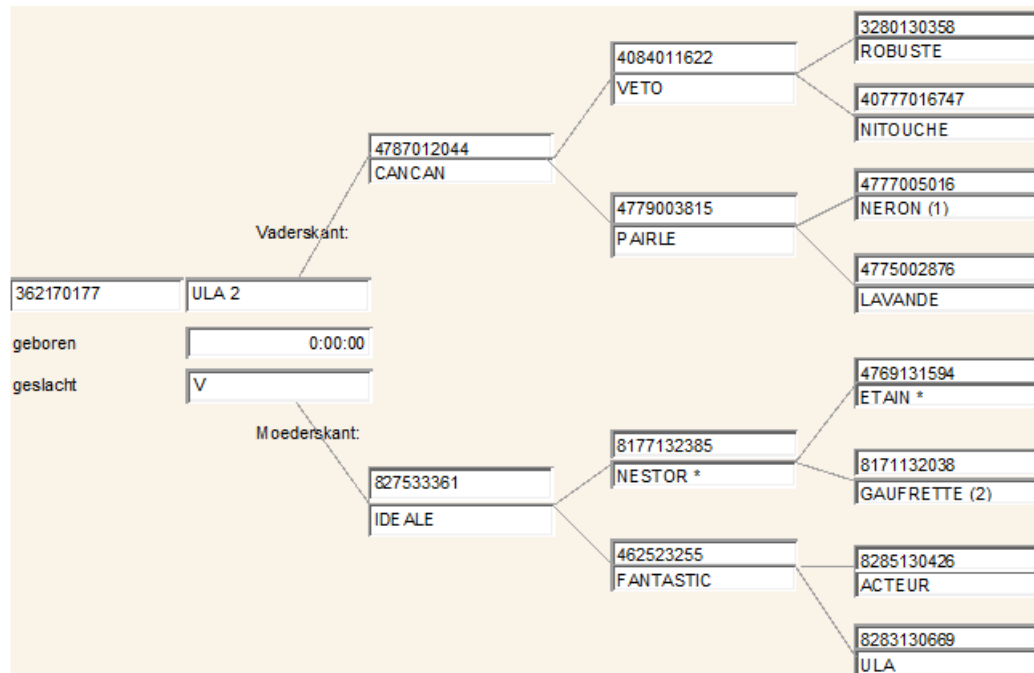 3280130358
ROBUSTE
4084011622
VETO
40777016747
NITOUCHE
4787012044
CANCAN
4777005016
NERON (1)
4779003815
PAIRLE
Vaderskant:
4775002876
LAVANDE
362170177 ULA 2
geboren 0:00:00
geslacht V
4769131594
ETAIN *
Moederskant:
8177132385
NESTOR *
8171132038
GAUFRETTE (2)
827533361
IDEALE
462523255
FANTASTIC
8285130426
ACTEUR
8283130669
ULA